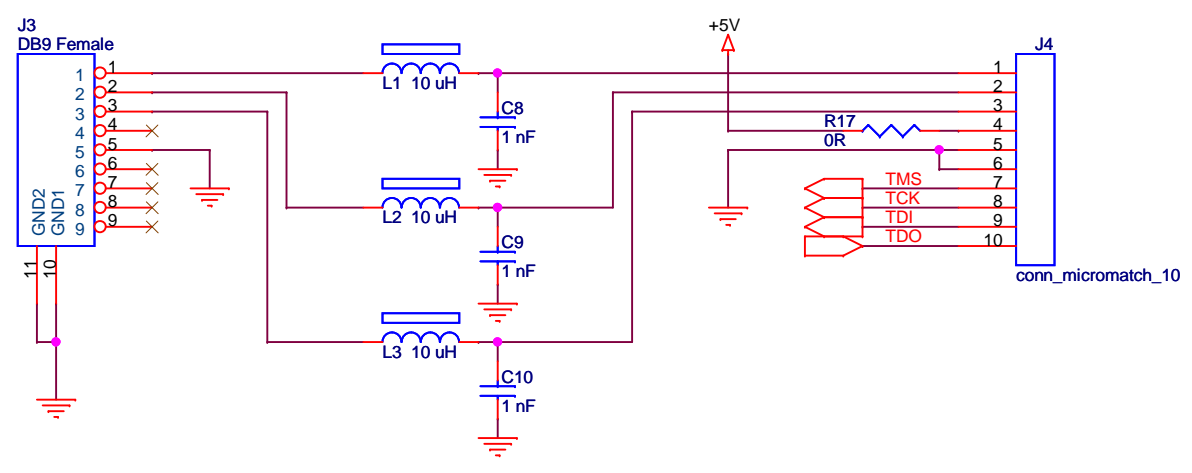 J3
DB9 Female
1 1
2 2
3 3
4 4
5 5
6 6
7 7
8 8
9 9
GND2
GND1
11
10
L1 10 uH
C8
1 nF
L2 10 uH
C9
1 nF
L3 10 uH
C10
1 nF
+5V
R17
0R
TMS
TCK
TDI
TDO
J4
1
2
3
4
5
6
7
8
9
10
conn_micromatch_10